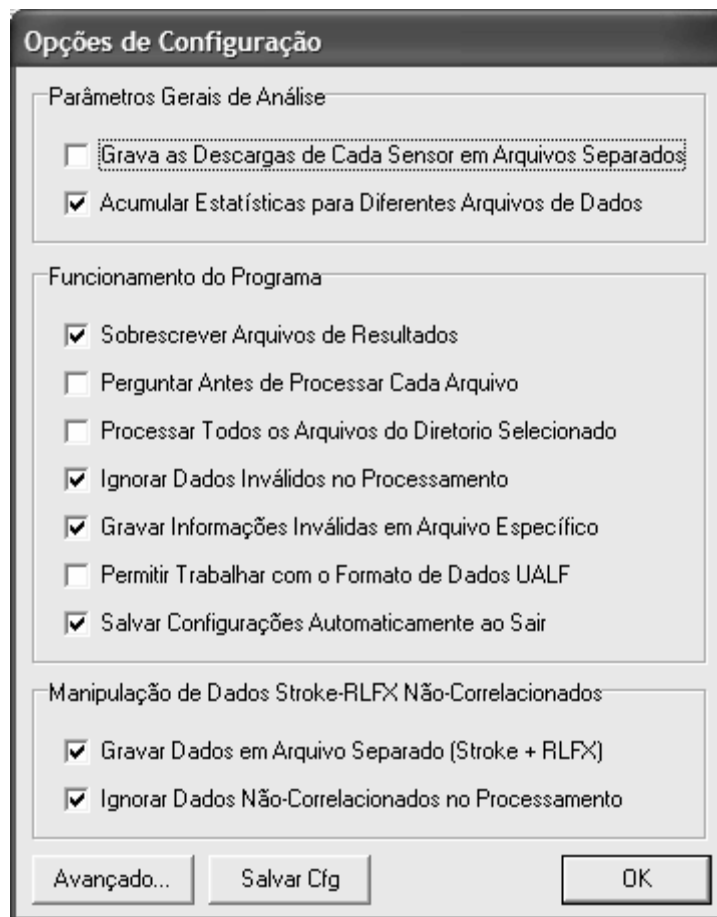 Opções de Configuração
Parâmetros Gerais de Análise
Grava as Descargas de Cada Sensor em Arquivos Separados
Acumular Estatísticas para Diferentes Arquivos de Dados
Funcionamento do Programa
Sobrescrever Arquivos de Resultados
Perguntar Antes de Processar Cada Arquivo
Processar Todos os Arquivos do Diretorio Selecionado
Ignorar Dados Inválidos no Processamento
Gravar Informações Inválidas em Arquivo Específico
Permitir Trabalhar com o Formato de Dados UALF
Salvar Configurações Automaticamente ao Sair
Manipulação de Dados Stroke-RLFX Não-Correlacionados
Gravar Dados em Arquivo Separado (Stroke + RLFX)
Ignorar Dados Não-Correlacionados no Processamento
Avançado... Salvar Cfg OK